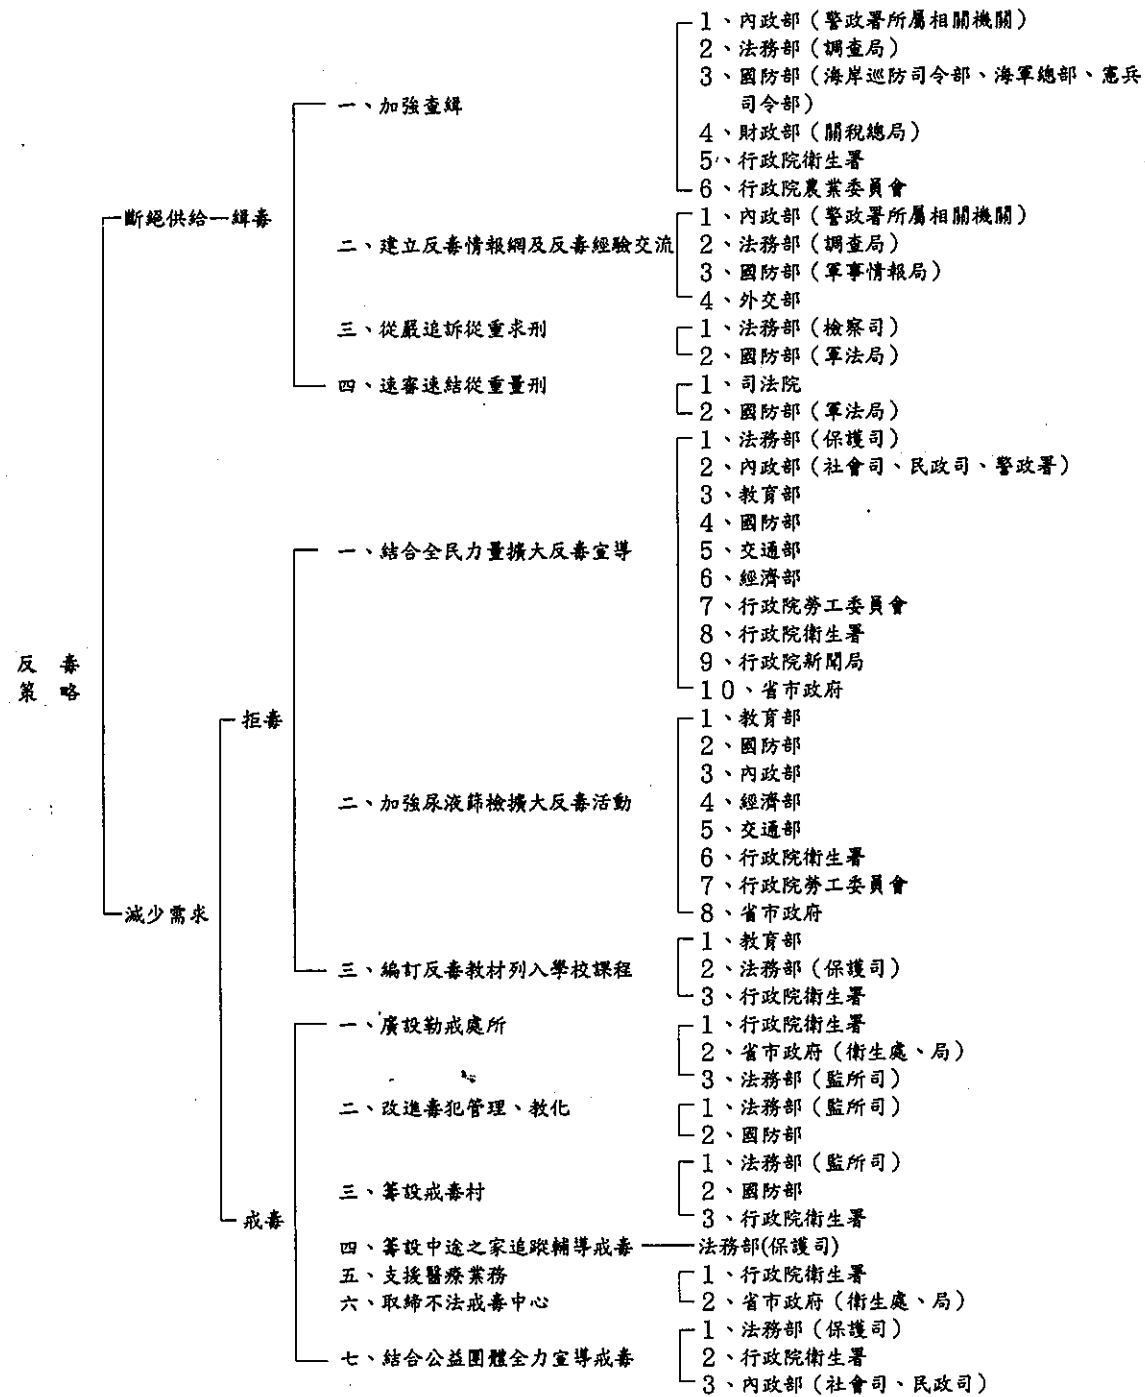 反毒
策略
斷絕供給—緝毒
一、加強查緝
1、內政部（警政署所屬相關機關）
2、法務部（調查局）
3、國防部（海岸巡防司令部、海軍總部、憲兵
司令部）
4、財政部（關稅總局）
5、行政院衛生署
6、行政院農業委員會
二、建立反毒情報網及反毒經驗交流
1、內政部（警政署所屬相關機關）
2、法務部（調查局）
3、國防部（軍事情報局）
4、外交部
三、從嚴追訴從重求刑
1、法務部（檢察司）
2、國防部（軍法局）
四、速審速結從重量刑
1、司法院
2、國防部（軍法局）
減少需求
拒毒
一、結合全民力量擴大反毒宣導
1、法務部（保護司）
2、內政部（社會司、民政司、警政署）
3、教育部
4、國防部
5、交通部
6、經濟部
7、行政院勞工委員會
8、行政院衛生署
9、行政院新聞局
10、省市政府
二、加強尿液篩檢擴大反毒活動
1、教育部
2、國防部
3、內政部
4、經濟部
5、交通部
6、行政院衛生署
7、行政院勞工委員會
8、省市政府
三、編訂反毒教材列入學校課程
1、教育部
2、法務部（保護司）
3、行政院衛生署
戒毒
一、廣設勒戒處所
1、行政院衛生署
2、省市政府（衛生處、局）
3、法務部（監所司）
二、改進毒犯管理、教化
1、法務部（監所司）
2、國防部
三、籌設戒毒村
1、法務部（監所司）
2、國防部
3、行政院衛生署
四、籌設中途之家追蹤輔導戒毒——法務部(保護司)
五、支援醫療業務
六、取締不法戒毒中心
1、行政院衛生署
2、省市政府（衛生處、局）
七、結合公益團體全力宣導戒毒
1、法務部（保護司）
2、行政院衛生署
3、內政部（社會司、民政司）